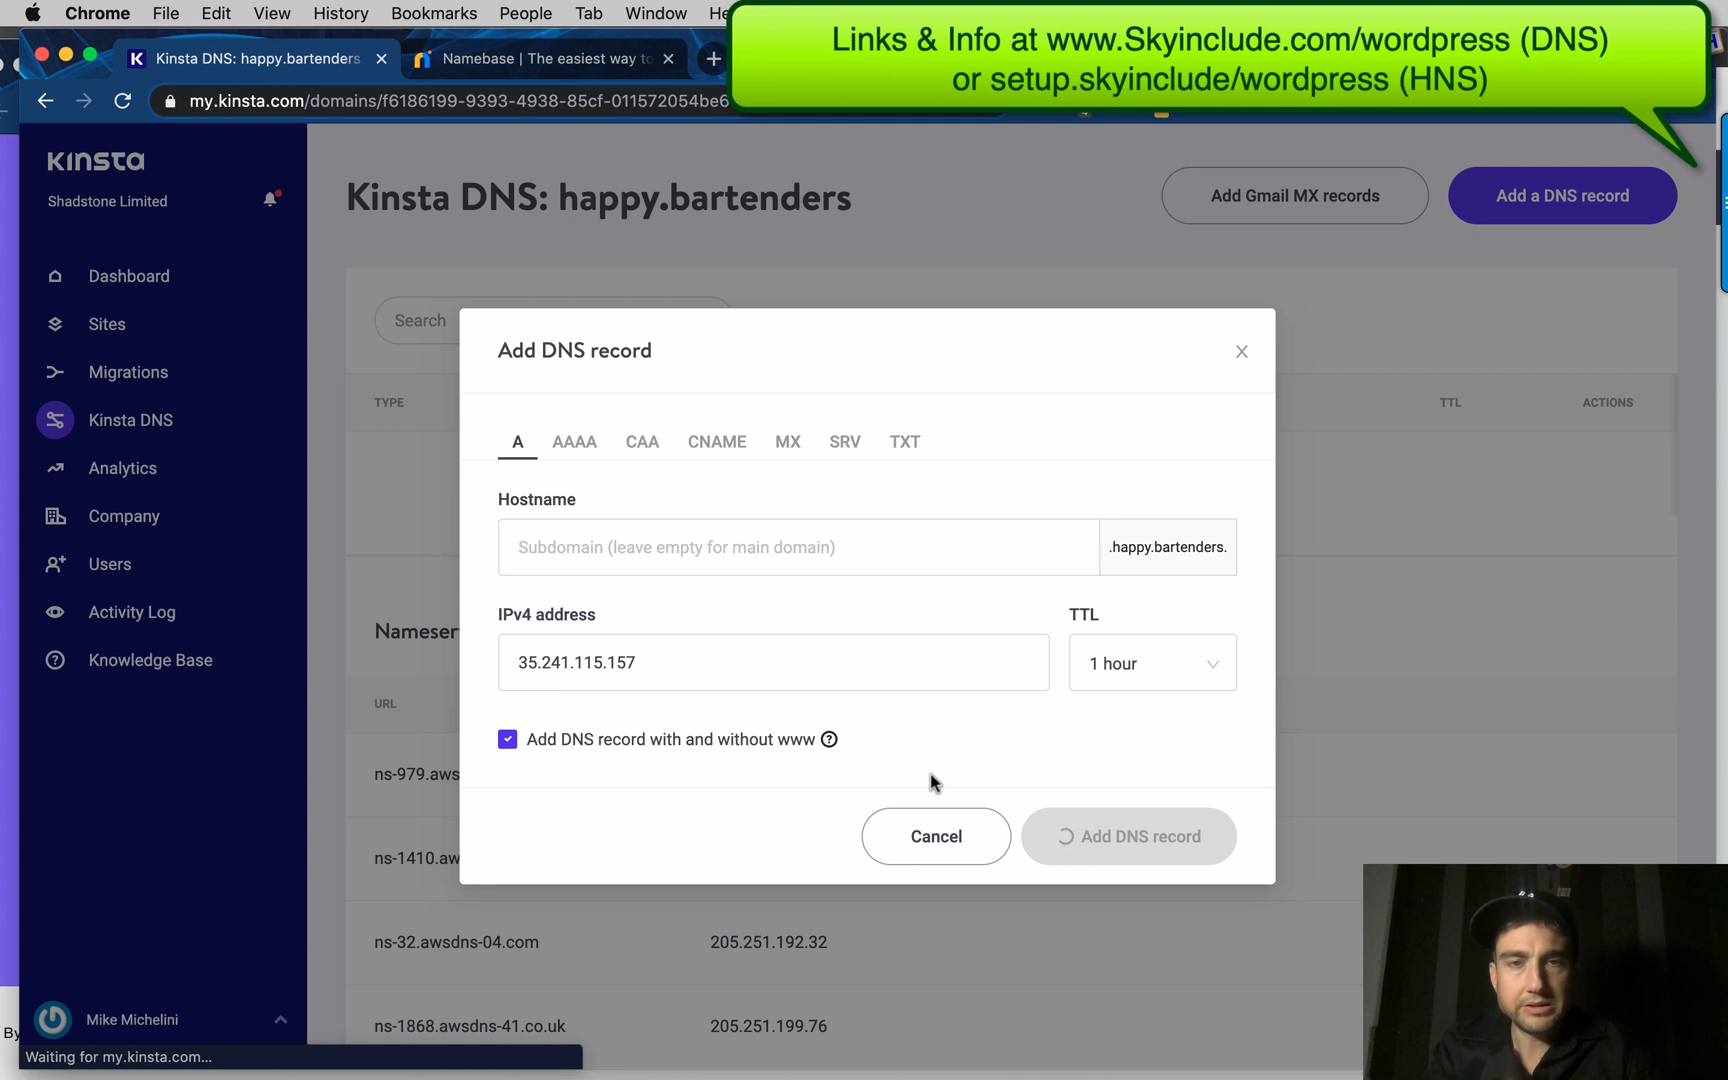 Chrome File Edit View History Bookmarks People Tab Window
Links & Info at www.Skyinclude.com/wordpress (DNS)
or setup.skyinclude/wordpress (HNS)
Kinsta DNS: happy.bartenders
Namebase | The easiest way to
my.kinsta.com/domains/f6186199-9393-4938-85cf-011572054be6
KINSTA
Shadstone Limited
Dashboard
Sites
Migrations
Kinsta DNS
Analytics
Company
Users
Activity Log
Knowledge Base
Mike Michelini
Waiting for my.kinsta.com...
By
Kinsta DNS: happy.bartenders
Add Gmail MX records
Add a DNS record
Search
TYPE
TTL
ACTIONS
Add DNS record
A AAAA CAA CNAME MX SRV TXT
Hostname
Subdomain (leave empty for main domain)
.happy.bartenders.
IPv4 address
TTL
35.241.115.157
1 hour
Add DNS record with and without www
Cancel
Add DNS record
URL
ns-32.awsdns-04.com
205.251.192.32
ns-1868.awsdns-41.co.uk
205.251.199.76